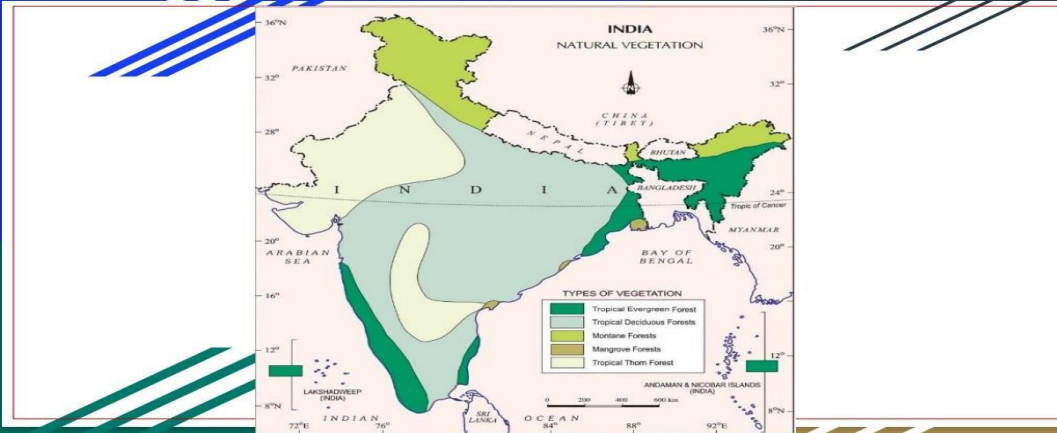 INDIA
NATURAL VEGETATION
36°N
36°N
PAKISTAN
32°
32°
CHINA
(TIBET)
NEPAL
28°
BHUTAN
INDIA
BANGLADESH
24°
Tropic of Cancer
MYANMAR
20°
20°
ARABIAN
SEA
BAY OF
BENGAL
16°
TYPES OF VEGETATION
Tropical Evergreen Forest
Tropical Deciduous Forests
Montane Forests
Mangrove Forests
Tropical Thorn Forest
12°
12°
LAKSHADWEEP
(INDIA)
ANDAMAN & NICOBAR ISLANDS
(INDIA)
0 200 400 600 km
8°N
8°N
INDIAN
SRI
LANKA
OCEAN
72°E
76°
84°
88°
92°E